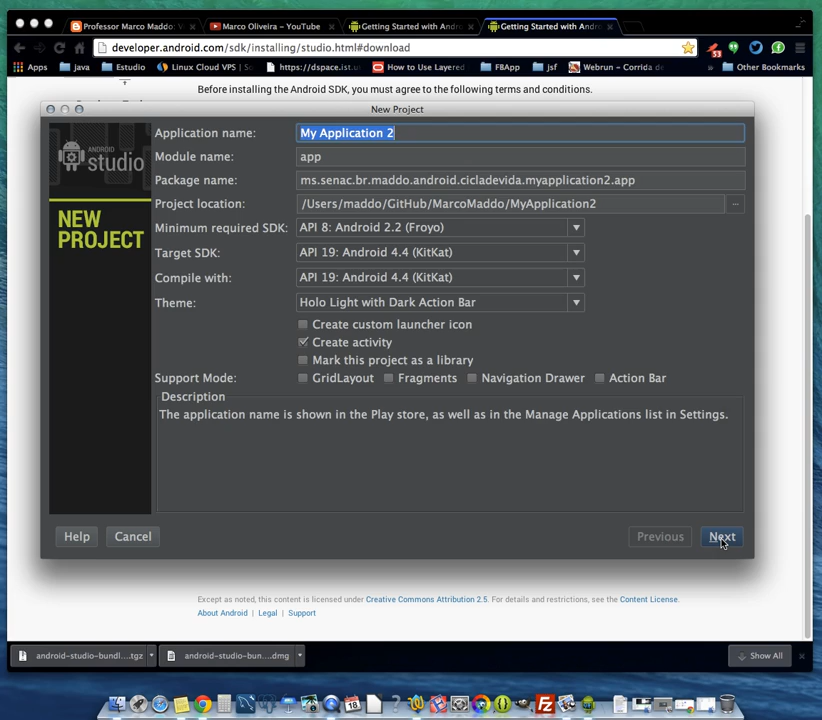 Professor Marco Maddo: V
Marco Oliveira - YouTube
Getting Started with Andr
Getting Started with Andr
developer.android.com/sdk/installing/studio.html#download
53
Apps java Estudio Linux Cloud VPS | S https://dspace.ist.u How to Use Layered FBApp jsf Webrun - Corrida de » Other Bookmarks
Before installing the Android SDK, you must agree to the following terms and conditions.
New Project
ANDROID
studio
NEW
PROJECT
Application name: My Application 2
Module name: app
Package name: ms.senac.br.maddo.android.cicladevida.myapplication2.app
Project location: /Users/maddo/GitHub/MarcoMaddo/MyApplication2 ...
Minimum required SDK: API 8: Android 2.2 (Froyo)
Target SDK: API 19: Android 4.4 (KitKat)
Compile with: API 19: Android 4.4 (KitKat)
Theme: Holo Light with Dark Action Bar
Create custom launcher icon
Create activity
Mark this project as a library
Support Mode: GridLayout Fragments Navigation Drawer Action Bar
Description
The application name is shown in the Play store, as well as in the Manage Applications list in Settings.
Help Cancel Previous Next
Except as noted, this content is licensed under Creative Commons Attribution 2.5. For details and restrictions, see the Content License.
About Android | Legal | Support
android-studio-bundl....tgz android-studio-bun....dmg Show All
18